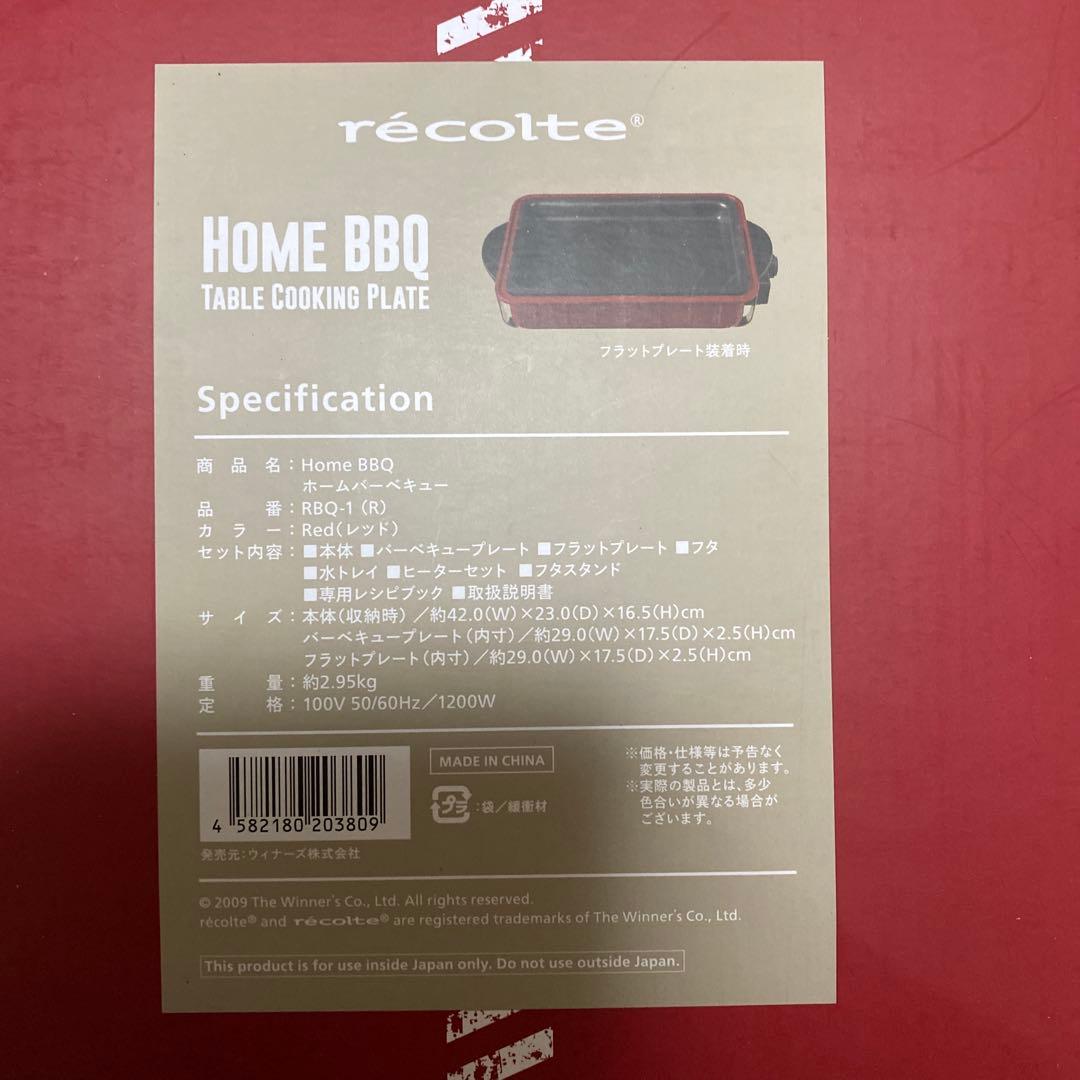 récolte®
HOME BBQ
TABLE COOKING PLATE
フラットプレート装着時
Specification
商品名：Home BBQ
ホームバーベキュー
品番：RBQ-1（R）
カラー：Red（レッド）
セット内容：■本体 ■バーベキュープレート ■フラットプレート ■フタ
■水トレイ ■ヒーターセット ■フタスタンド
■専用レシピブック ■取扱説明書
サイズ：本体（収納時）／約42.0（W）×23.0（D）×16.5（H）cm
バーベキュープレート（内寸）／約29.0（W）×17.5（D）×2.5（H）cm
フラットプレート（内寸）／約29.0（W）×17.5（D）×2.5（H）cm
重量：約2.95kg
定格：100V 50/60Hz／1200W
4 582180 203809
発売元：ウィナーズ株式会社
MADE IN CHINA
プラ：袋／緩衝材
※価格・仕様等は予告なく
変更することがあります。
※実際の製品とは、多少
色合いが異なる場合が
ございます。
© 2009 The Winner's Co., Ltd. All rights reserved.
récolte® and récolte® are registered trademarks of The Winner's Co., Ltd.
This product is for use inside Japan only. Do not use outside Japan.